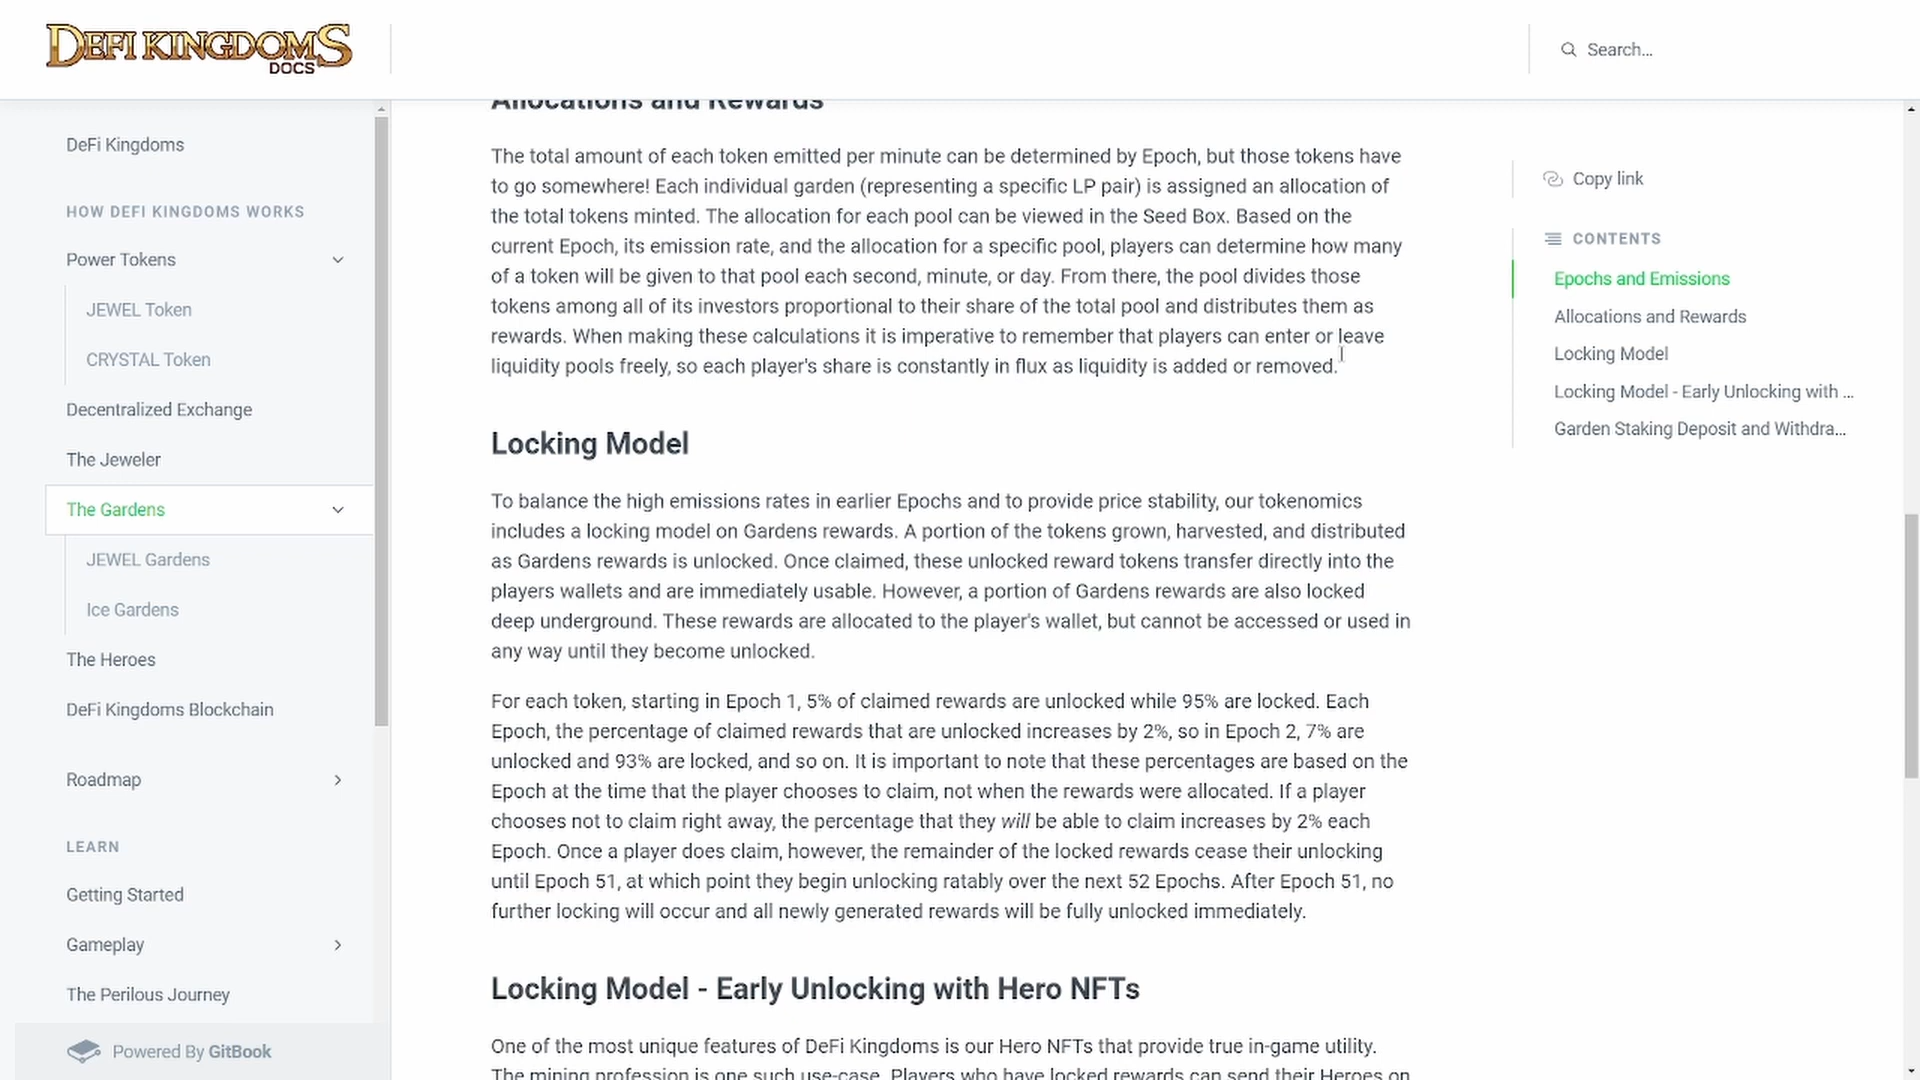 DEFI KINGDOMS
DOCS
Search...
DeFi Kingdoms
HOW DEFI KINGDOMS WORKS
Power Tokens
JEWEL Token
CRYSTAL Token
Decentralized Exchange
The Jeweler
The Gardens
JEWEL Gardens
Ice Gardens
The Heroes
DeFi Kingdoms Blockchain
Roadmap
LEARN
Getting Started
Gameplay
The Perilous Journey
Powered By GitBook
Allocations and Rewards
The total amount of each token emitted per minute can be determined by Epoch, but those tokens have
to go somewhere! Each individual garden (representing a specific LP pair) is assigned an allocation of
the total tokens minted. The allocation for each pool can be viewed in the Seed Box. Based on the
current Epoch, its emission rate, and the allocation for a specific pool, players can determine how many
of a token will be given to that pool each second, minute, or day. From there, the pool divides those
tokens among all of its investors proportional to their share of the total pool and distributes them as
rewards. When making these calculations it is imperative to remember that players can enter or leave
liquidity pools freely, so each player's share is constantly in flux as liquidity is added or removed.
Locking Model
To balance the high emissions rates in earlier Epochs and to provide price stability, our tokenomics
includes a locking model on Gardens rewards. A portion of the tokens grown, harvested, and distributed
as Gardens rewards is unlocked. Once claimed, these unlocked reward tokens transfer directly into the
players wallets and are immediately usable. However, a portion of Gardens rewards are also locked
deep underground. These rewards are allocated to the player's wallet, but cannot be accessed or used in
any way until they become unlocked.
For each token, starting in Epoch 1, 5% of claimed rewards are unlocked while 95% are locked. Each
Epoch, the percentage of claimed rewards that are unlocked increases by 2%, so in Epoch 2, 7% are
unlocked and 93% are locked, and so on. It is important to note that these percentages are based on the
Epoch at the time that the player chooses to claim, not when the rewards were allocated. If a player
chooses not to claim right away, the percentage that they will be able to claim increases by 2% each
Epoch. Once a player does claim, however, the remainder of the locked rewards cease their unlocking
until Epoch 51, at which point they begin unlocking ratably over the next 52 Epochs. After Epoch 51, no
further locking will occur and all newly generated rewards will be fully unlocked immediately.
Locking Model - Early Unlocking with Hero NFTs
One of the most unique features of DeFi Kingdoms is our Hero NFTs that provide true in-game utility.
The mining profession is one such use-case. Players who have locked rewards can send their Heroes on
Copy link
CONTENTS
Epochs and Emissions
Allocations and Rewards
Locking Model
Locking Model - Early Unlocking with ...
Garden Staking Deposit and Withdra...